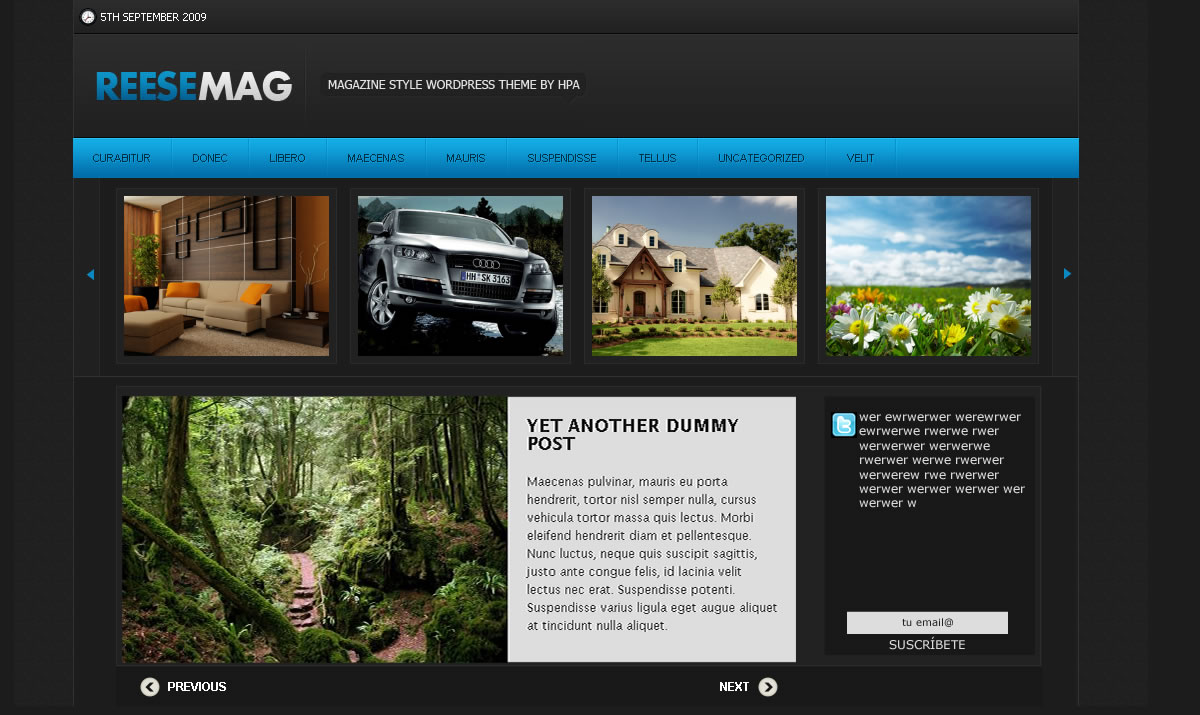 5TH SEPTEMBER 2009
REESEMAG
MAGAZINE STYLE WORDPRESS THEME BY HPA
CURABITUR DONEC LIBERO MAECENAS MAURIS SUSPENDISSE TELLUS UNCATEGORIZED VELIT
HH SK 3163
YET ANOTHER DUMMY
POST
Maecenas pulvinar, mauris eu porta
hendrerit, tortor nisl semper nulla, cursus
vehicula tortor massa quis lectus. Morbi
eleifend hendrerit diam et pellentesque.
Nunc luctus, neque quis suscipit sagittis,
justo ante congue felis, id lacinia velit
lectus nec erat. Suspendisse potenti.
Suspendisse varius ligula eget augue aliquet
at tincidunt nulla aliquet.
wer ewrwerwer werewrwer
ewrwerwe rwerwe rwer
werwerwer werwerwe
rwerwer werwe rwerwer
werwerew rwe rwerwer
werwer werwer werwer wer
werwer w
tu email@
SUSCRÍBETE
PREVIOUS
NEXT